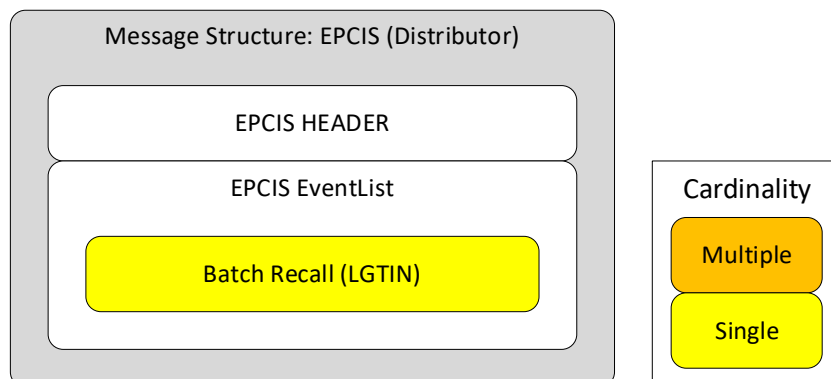 Message Structure: EPCIS (Distributor)
EPCIS HEADER
EPCIS EventList
Batch Recall (LGTIN)
Cardinality
Multiple
Single